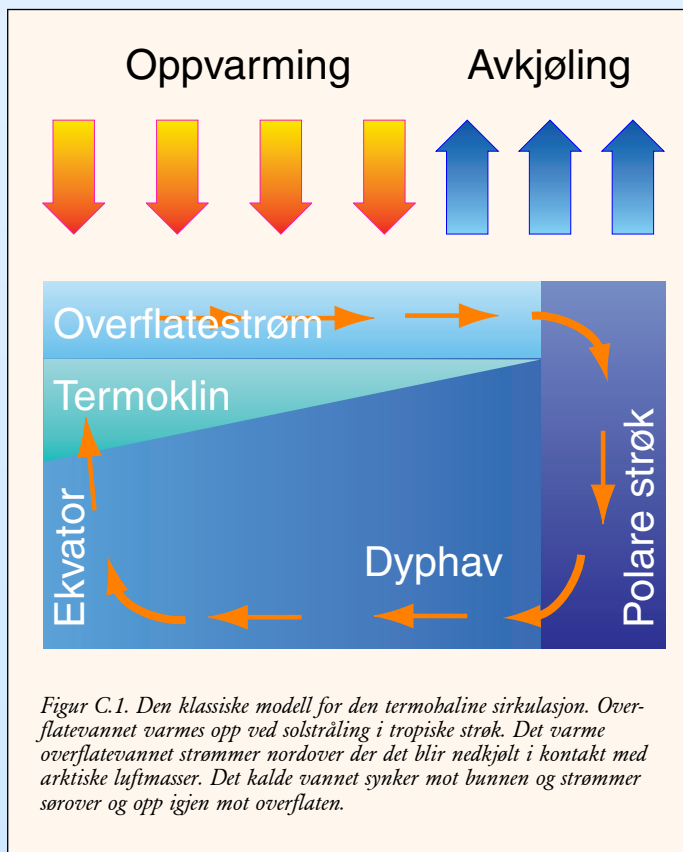 Oppvarming
Avkjøling
Overflatestrøm
Termoklin
Ekvator
Dyphav
Polare strøk
Figur C.1. Den klassiske modell for den termohaline sirkulasjon. Over-
flatevannet varmes opp ved solstråling i tropiske strøk. Det varme
overflatevannet strømmer nordover der det blir nedkjølt i kontakt med
arktiske luftmasser. Det kalde vannet synker mot bunnen og strømmer
sørover og opp igjen mot overflaten.